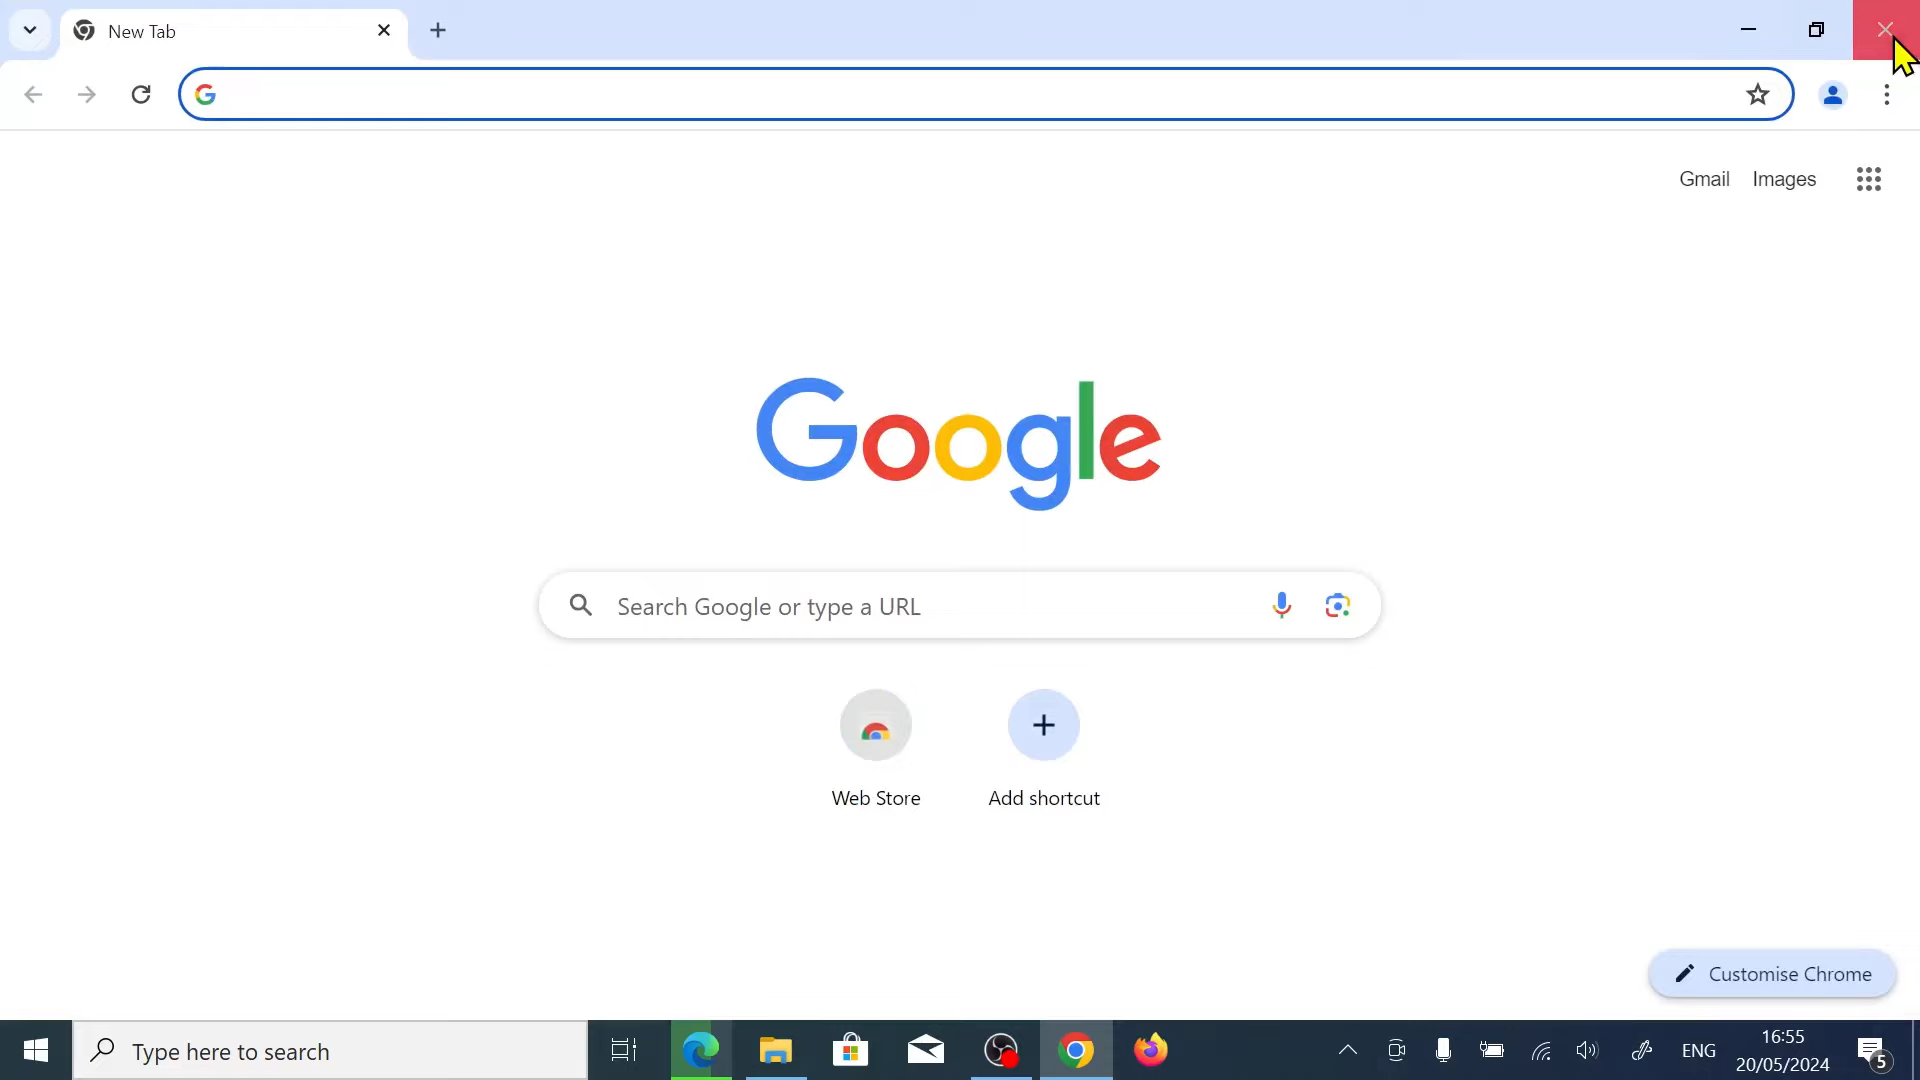 New Tab
Gmail Images
Google
Search Google or type a URL
Web Store
Add shortcut
Customise Chrome
Type here to search
ENG
16:55
20/05/2024
5